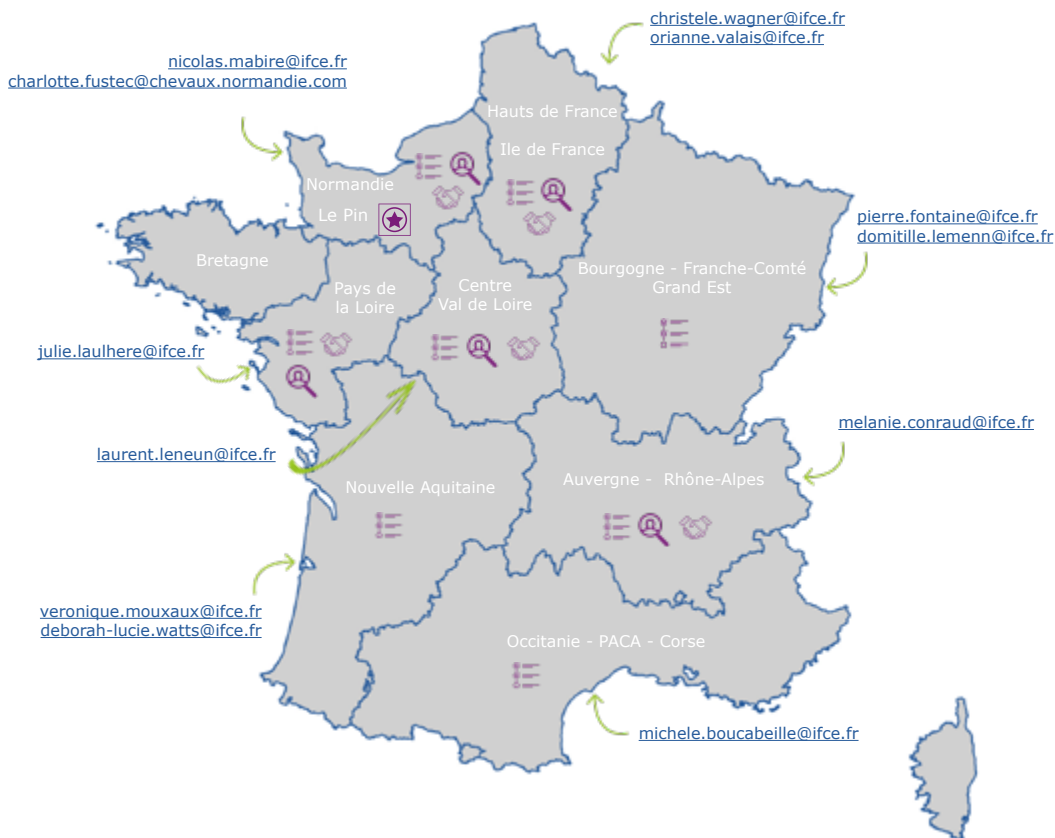 christele.wagner@ifce.fr
orianne.valais@ifce.fr
nicolas.mabire@ifce.fr
charlotte.fustec@chevaux.normandie.com
Hauts de France
Ile de France
Normandie
Le Pin
pierre.fontaine@ifce.fr
domitille.lemenn@ifce.fr
Bretagne
Bourgogne - Franche-Comté
Grand Est
Pays de
la Loire
Centre
Val de Loire
julie.laulhere@ifce.fr
melanie.conraud@ifce.fr
laurent.leneun@ifce.fr
Nouvelle Aquitaine
Auvergne - Rhône-Alpes
veronique.mouxaux@ifce.fr
deborah-lucie.watts@ifce.fr
Occitanie - PACA - Corse
michele.boucabeille@ifce.fr